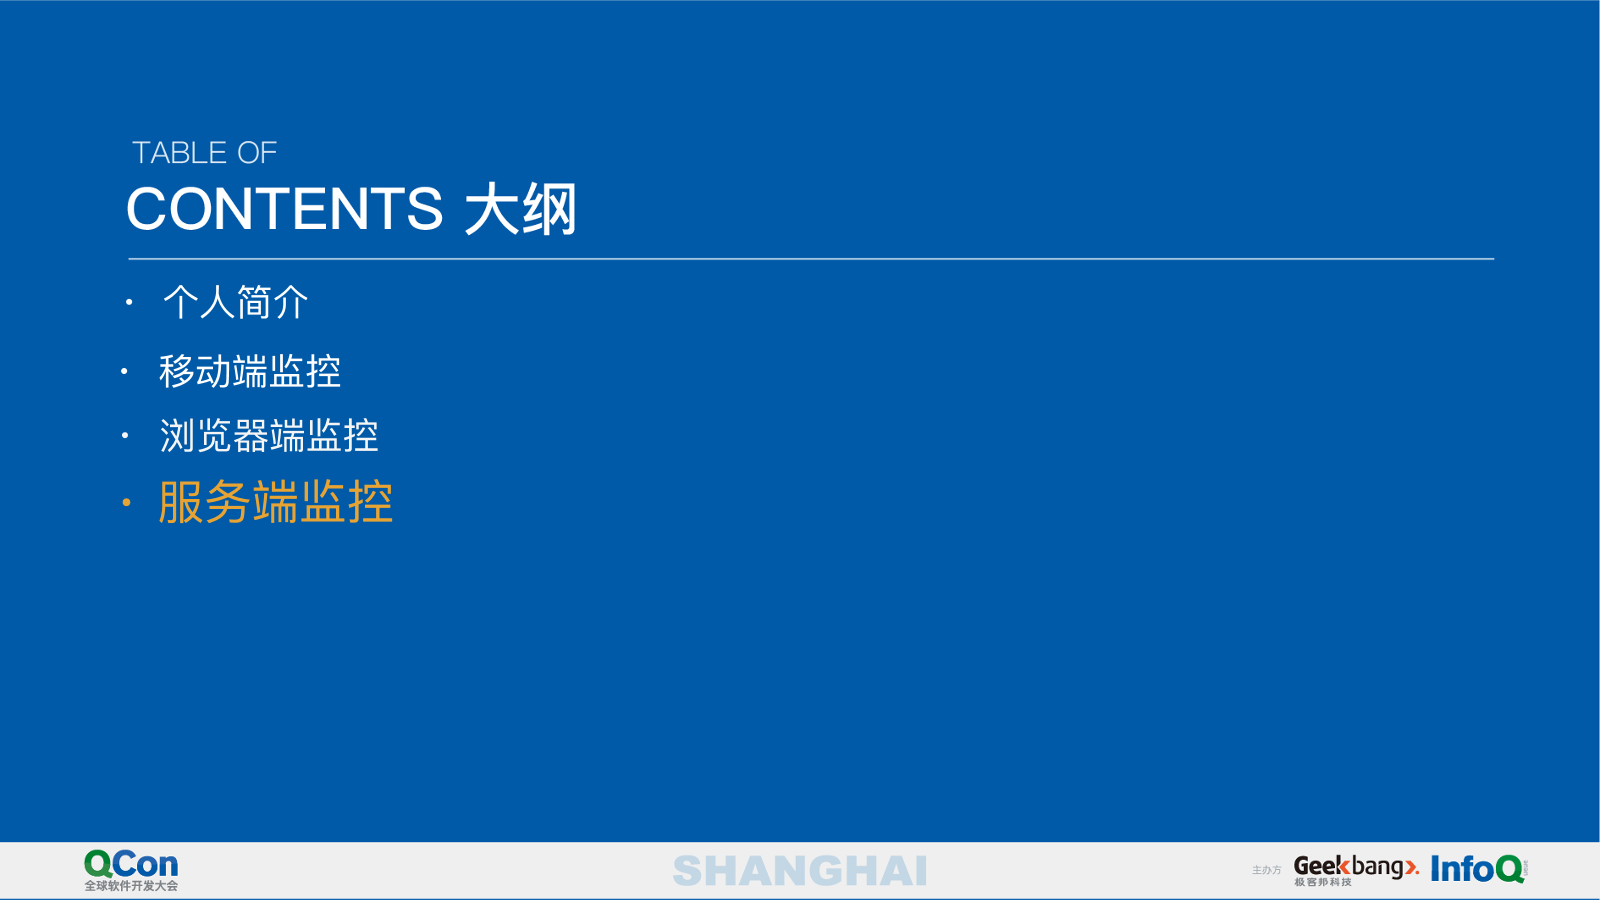 TABLE OF
CONTENTS 大纲
• 个人简介
• 移动端监控
• 浏览器端监控
• 服务端监控
QCon
全球软件开发大会
SHANGHAI
主办方
Geekbang>.
极客邦科技
InfoQ